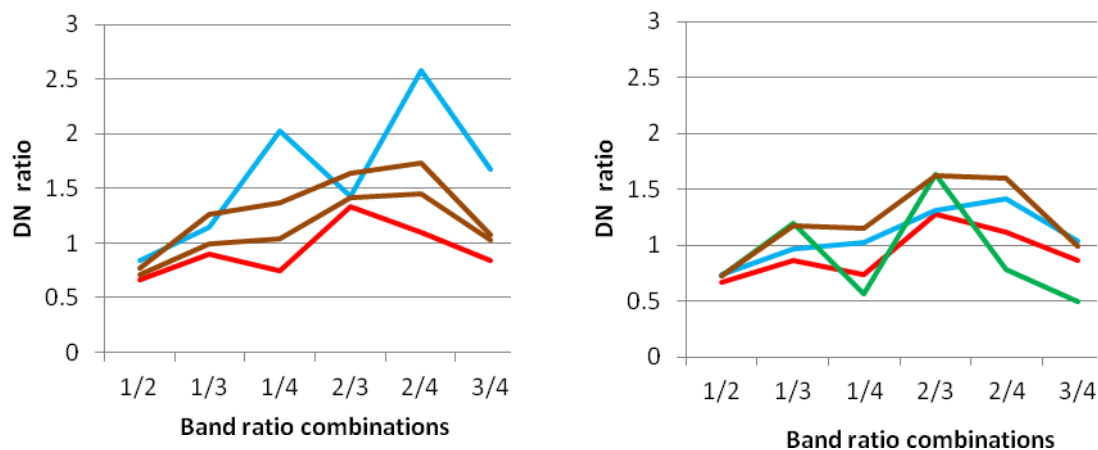 3
2.5
2
1.5
1
0.5
0
DN ratio
1/2 1/3 1/4 2/3 2/4 3/4
Band ratio combinations
3
2.5
2
1.5
1
0.5
0
DN ratio
1/2 1/3 1/4 2/3 2/4 3/4
Band ratio combinations